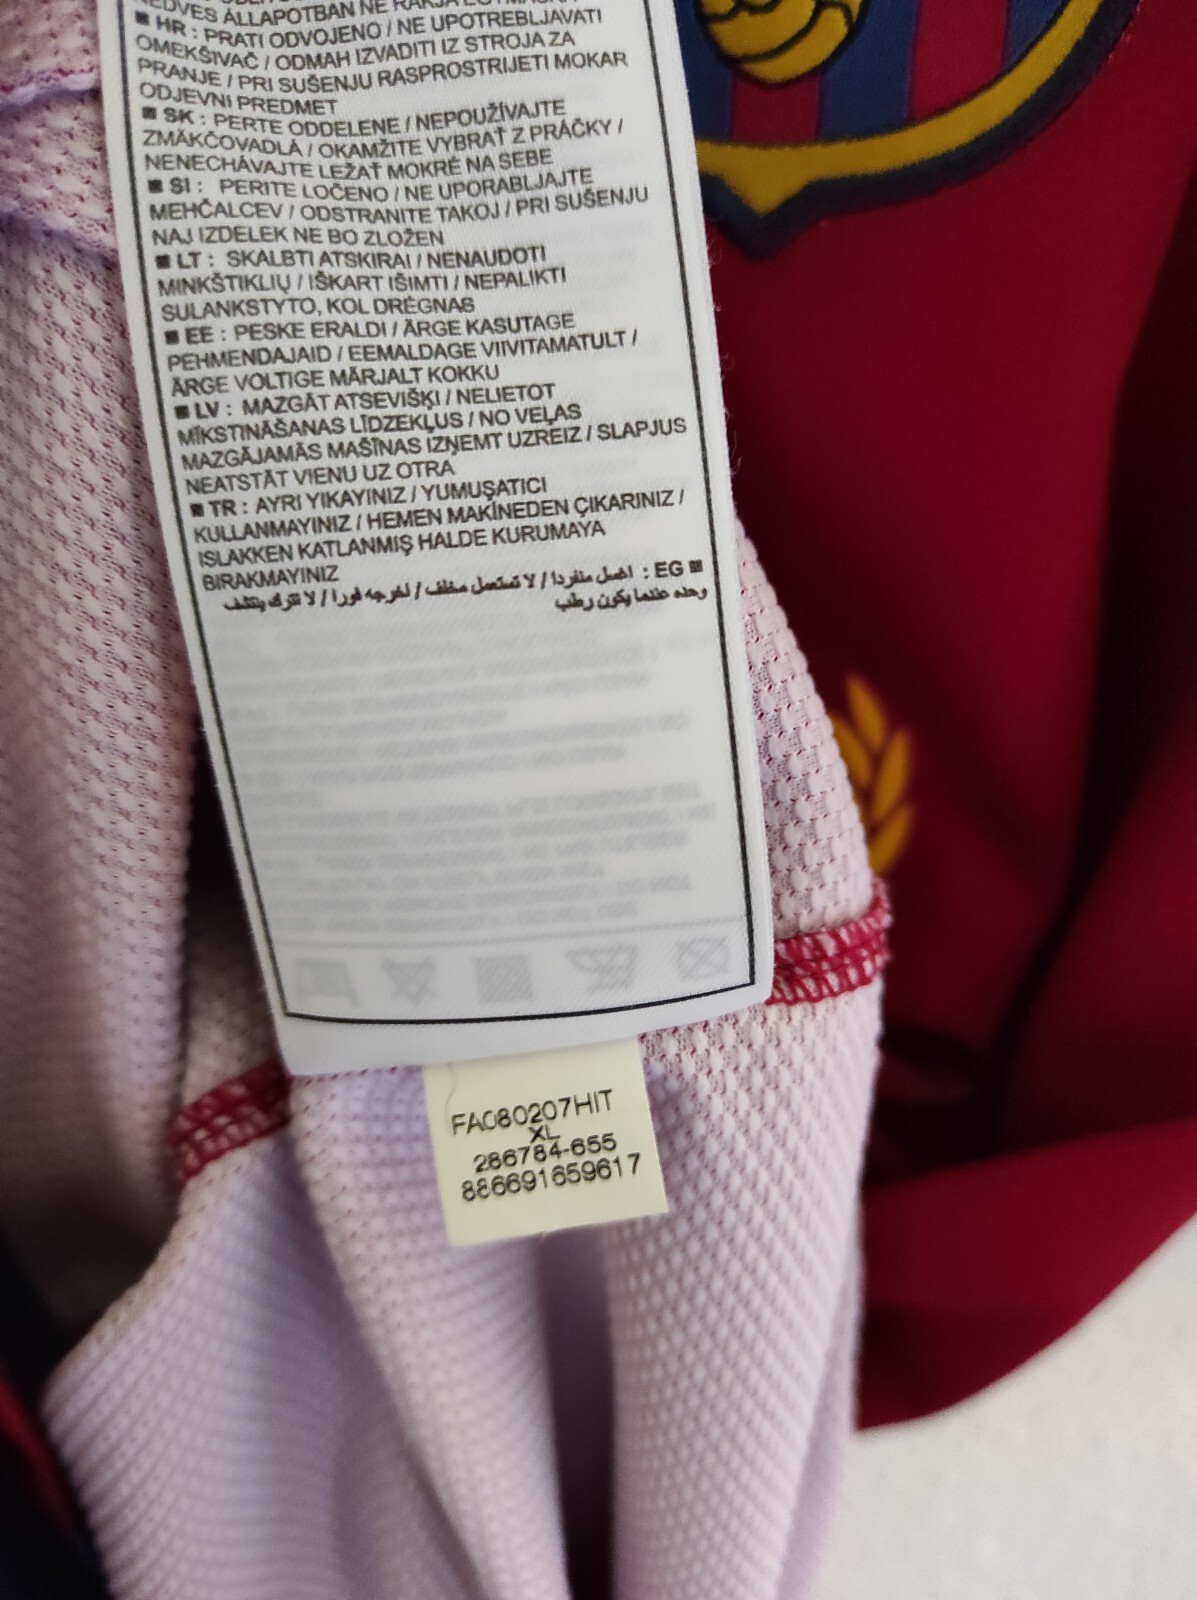 NEDVES ÁLLAPOTBAN NE
■ HR : PRATI ODVOJENO / NE UPOTREBLJAVATI
OMEKŠIVAČ / ODMAH IZVADITI IZ STROJA ZA
PRANJE / PRI SUŠENJU RASPROSTRIJETI MOKAR
ODJEVNI PREDMET
■ SK : PERTE ODDELENE / NEPOUŽÍVAJTE
ZMÄKČOVADLÁ / OKAMŽITE VYBRAŤ Z PRÁČKY /
NENECHÁVAJTE LEŽAŤ MOKRÉ NA SEBE
■ SI : PERITE LOČENO / NE UPORABLJAJTE
MEHČALCEV / ODSTRANITE TAKOJ / PRI SUŠENJU
NAJ IZDELEK NE BO ZLOŽEN
■ LT : SKALBTI ATSKIRAI / NENAUDOTI
MINKŠTIKLIŲ / IŠKART IŠIMTI / NEPALIKTI
SULANKSTYTO, KOL DRĖGNAS
■ EE : PESKE ERALDI / ÄRGE KASUTAGE
PEHMENDAJAID / EEMALDAGE VIIVITAMATULT /
ÄRGE VOLTIGE MÄRJALT KOKKU
■ LV : MAZGĀT ATSEVIŠĶI / NELIETOT
MĪKSTINĀŠANAS LĪDZEKĻUS / NO VEĻAS
MAZGĀJAMĀS MAŠĪNAS IZŅEMT UZREIZ / SLAPJUS
NEATSTĀT VIENU UZ OTRA
■ TR : AYRI YIKAYINIZ / YUMUŞATICI
KULLANMAYINIZ / HEMEN MAKİNEDEN ÇIKARINIZ /
ISLAKKEN KATLANMIŞ HALDE KURUMAYA
BIRAKMAYINIZ
■ EG : اغسل منفردا / لا تستعمل مخفف / اخرجه فورا / لا تترك يتنشف
وحده عندما يكون رطب
FA080207HIT
XL
286784-655
886691659617